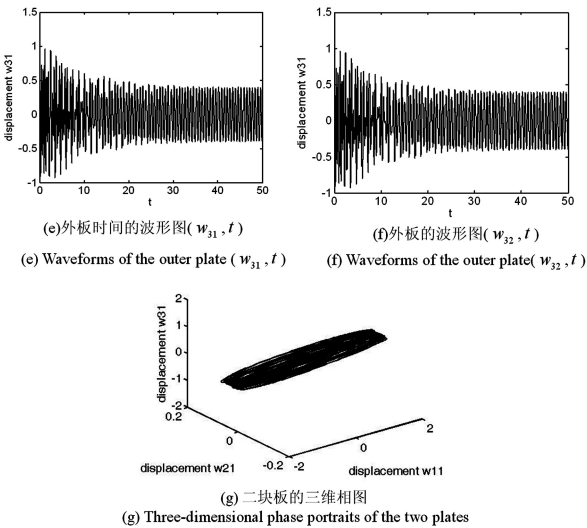 displacement w31
1.5
1
0.5
0
-0.5
-1
0 10 20 30 40 50
t
(e)外板时间的波形图( w31 , t )
(e) Waveforms of the outer plate ( w31 , t )
displacement w31
1.5
1
0.5
0
-0.5
-1
0 10 20 30 40 50
t
(f)外板的波形图( w32 , t )
(f) Waveforms of the outer plate( w32 , t )
displacement w31
2
1
0
-1
-2
0.2
0
-0.2
displacement w21
-2
0
2
displacement w11
(g) 二块板的三维相图
(g) Three-dimensional phase portraits of the two plates